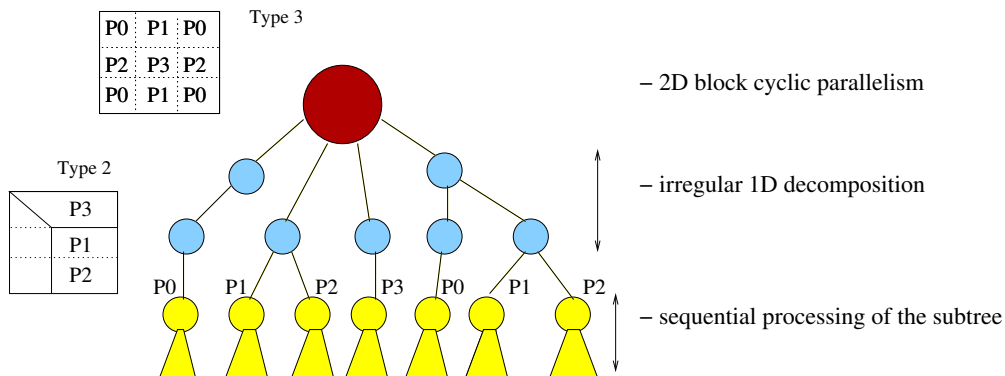 Type 3
P0 P1 P0
P2 P3 P2
P0 P1 P0
– 2D block cyclic parallelism
Type 2
P3
P1
P2
– irregular 1D decomposition
P0 P1 P2 P3 P0 P1 P2
– sequential processing of the subtree